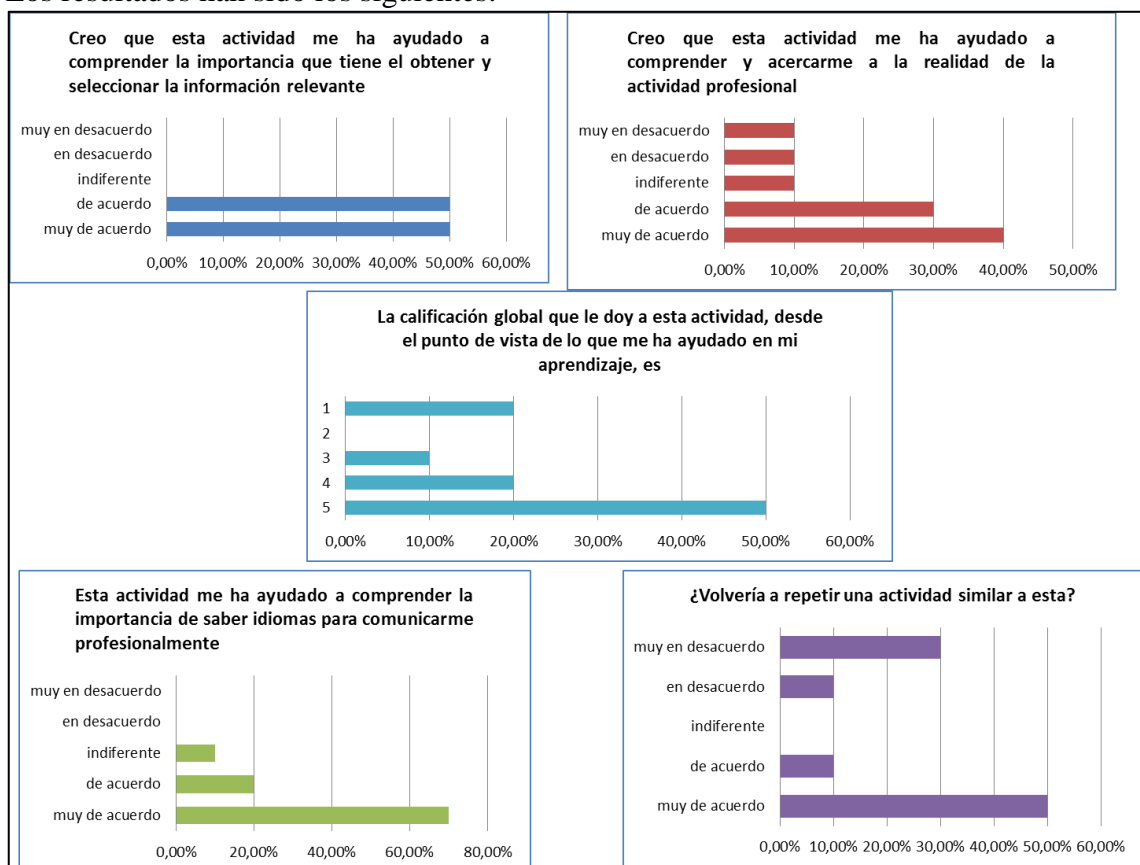 Los resultados han sido los siguientes:
Creo que esta actividad me ha ayudado a
comprender la importancia que tiene el obtener y
seleccionar la información relevante
muy en desacuerdo
en desacuerdo
indiferente
de acuerdo
muy de acuerdo
0,00% 10,00% 20,00% 30,00% 40,00% 50,00% 60,00%
Creo que esta actividad me ha ayudado a
comprender y acercarme a la realidad de la
actividad profesional
muy en desacuerdo
en desacuerdo
indiferente
de acuerdo
muy de acuerdo
0,00% 10,00% 20,00% 30,00% 40,00% 50,00%
La calificación global que le doy a esta actividad, desde
el punto de vista de lo que me ha ayudado en mi
aprendizaje, es
1
2
3
4
5
0,00% 10,00% 20,00% 30,00% 40,00% 50,00% 60,00%
Esta actividad me ha ayudado a comprender la
importancia de saber idiomas para comunicarme
profesionalmente
muy en desacuerdo
en desacuerdo
indiferente
de acuerdo
muy de acuerdo
0,00% 20,00% 40,00% 60,00% 80,00%
¿Volvería a repetir una actividad similar a esta?
muy en desacuerdo
en desacuerdo
indiferente
de acuerdo
muy de acuerdo
0,00% 10,00% 20,00% 30,00% 40,00% 50,00% 60,00%